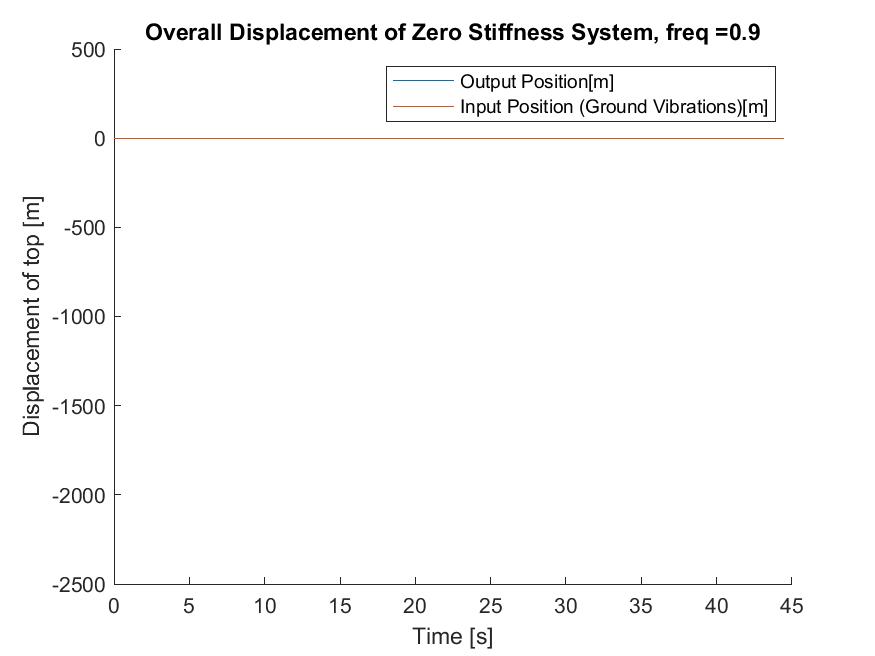 Overall Displacement of Zero Stiffness System, freq =0.9
500
Output Position[m]
Input Position (Ground Vibrations)[m]
0
-500
-1000
-1500
-2000
-2500
Displacement of top [m]
0 5 10 15 20 25 30 35 40 45
Time [s]